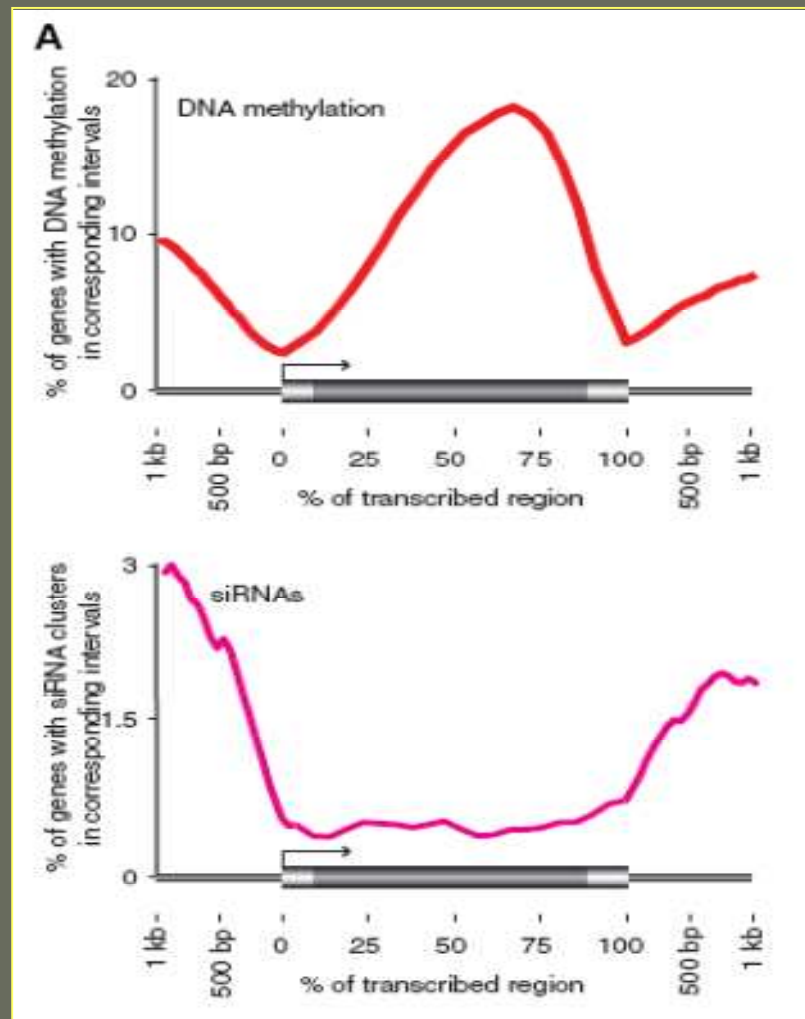 A
% of genes with DNA methylation
in corresponding intervals
20
10
0
DNA methylation
1 kb
500 bp
0
25
50
75
100
500 bp
1 kb
% of transcribed region
% of genes with siRNA clusters
in corresponding intervals
3
1.5
0
siRNAs
1 kb
500 bp
0
25
50
75
100
500 bp
1 kb
% of transcribed region